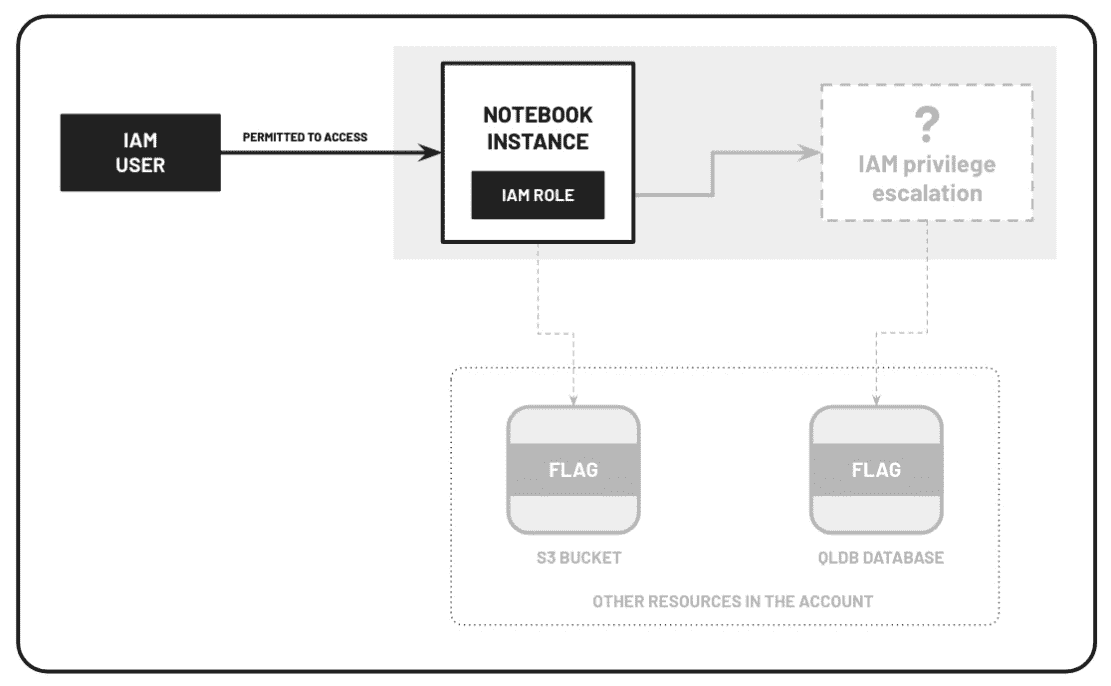 IAM
USER
PERMITTED TO ACCESS
NOTEBOOK
INSTANCE
IAM ROLE
?
IAM privilege
escalation
FLAG
FLAG
S3 BUCKET
QLDB DATABASE
OTHER RESOURCES IN THE ACCOUNT